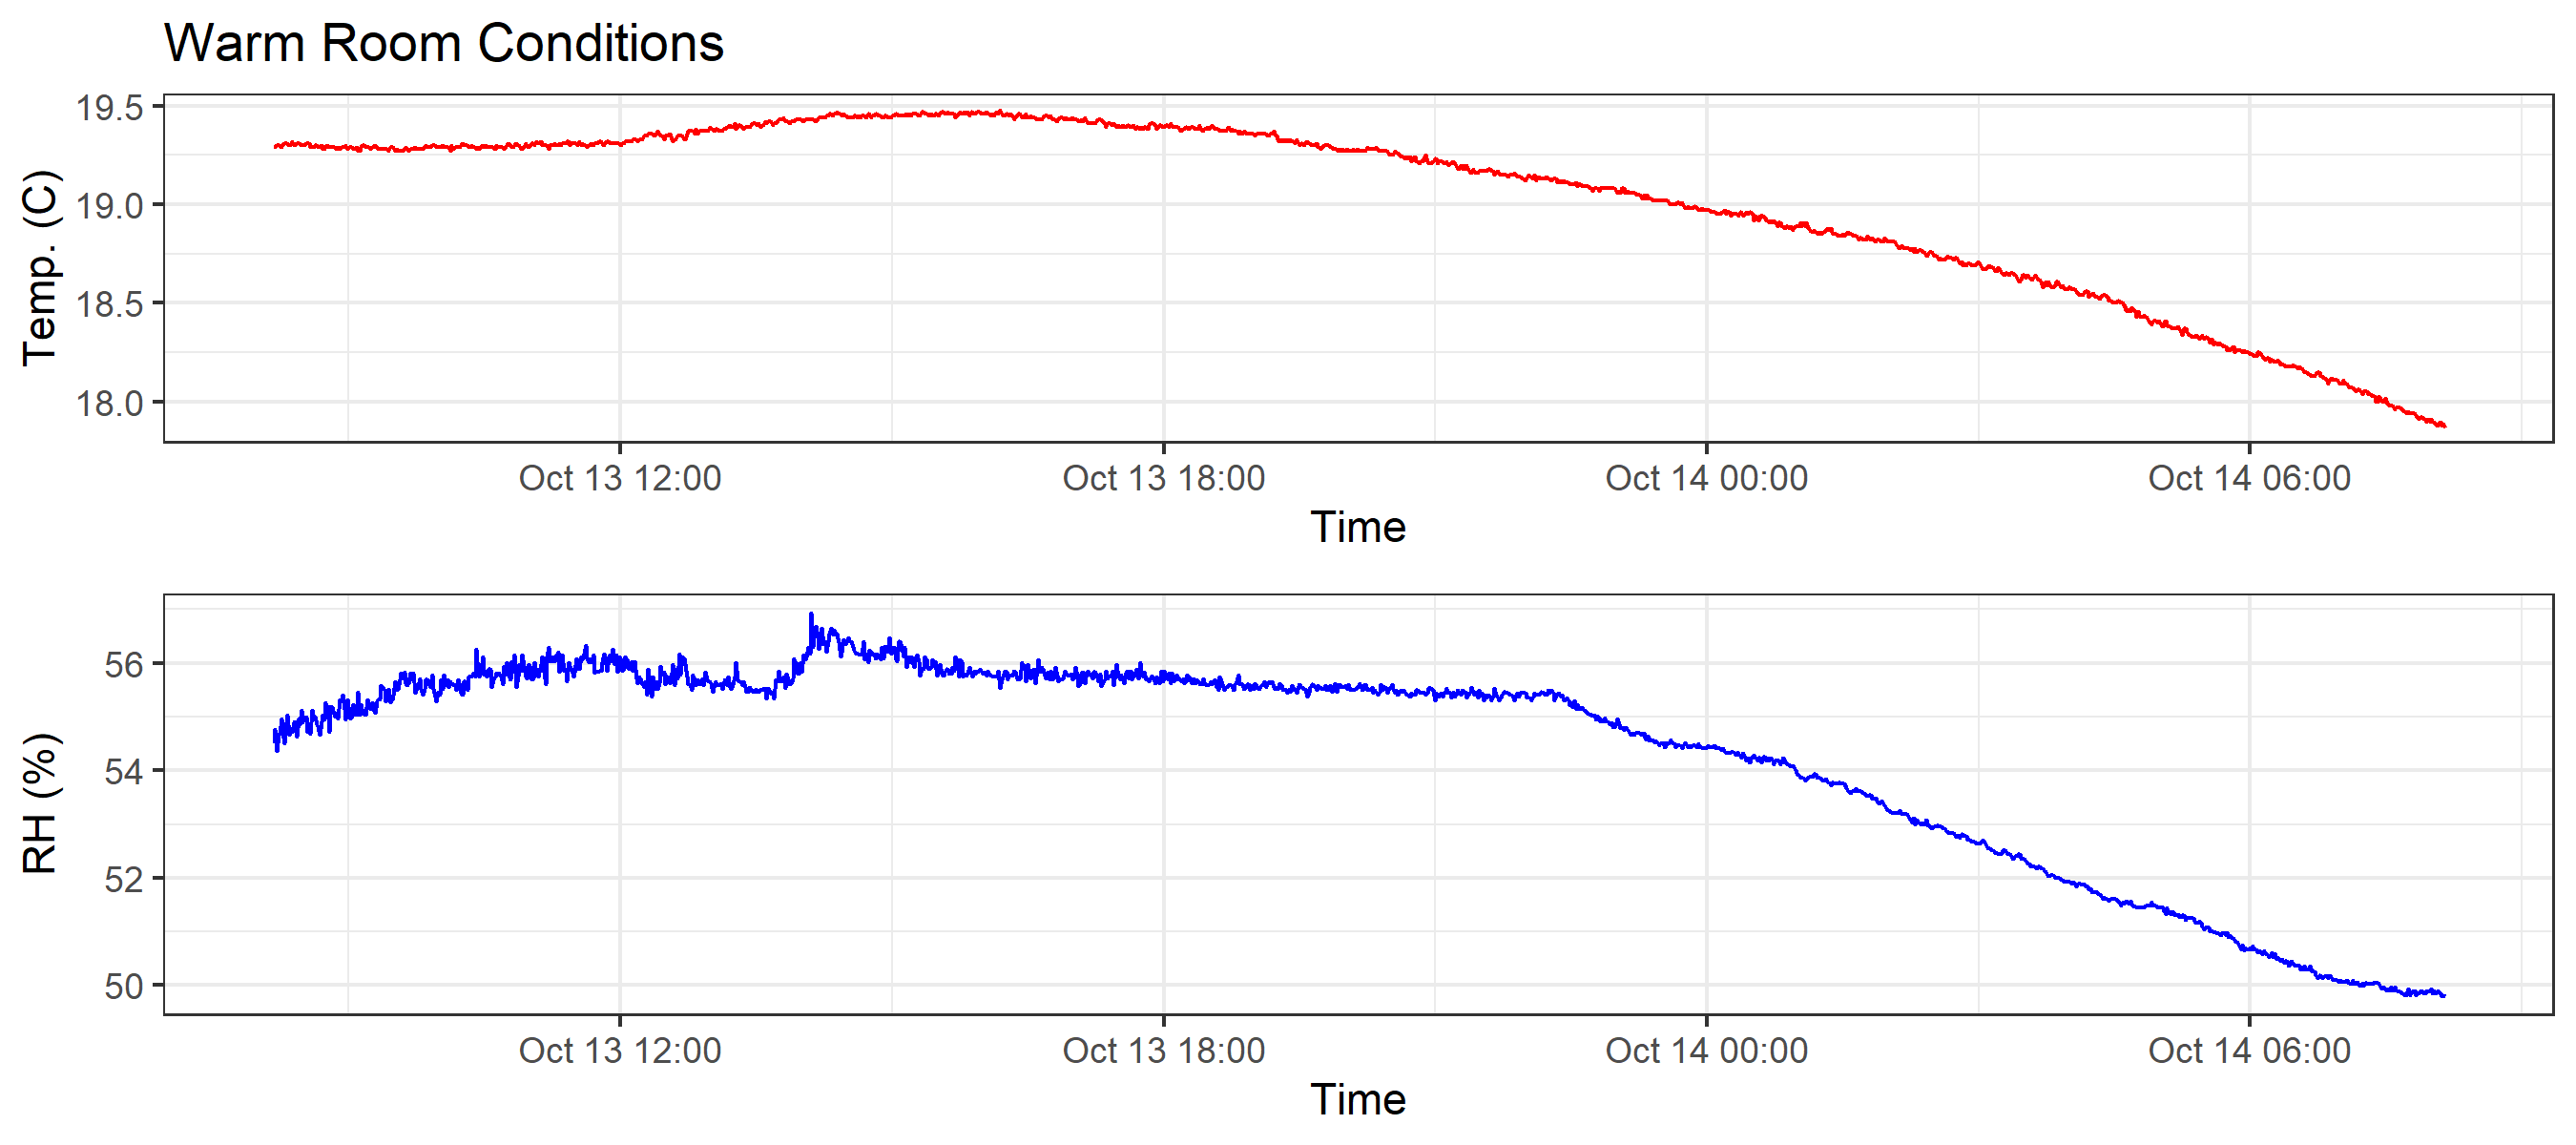 Warm Room Conditions
Temp. (C)
19.5
19.0
18.5
18.0
Oct 13 12:00 Oct 13 18:00 Oct 14 00:00 Oct 14 06:00
Time
RH (%)
56
54
52
50
Oct 13 12:00 Oct 13 18:00 Oct 14 00:00 Oct 14 06:00
Time